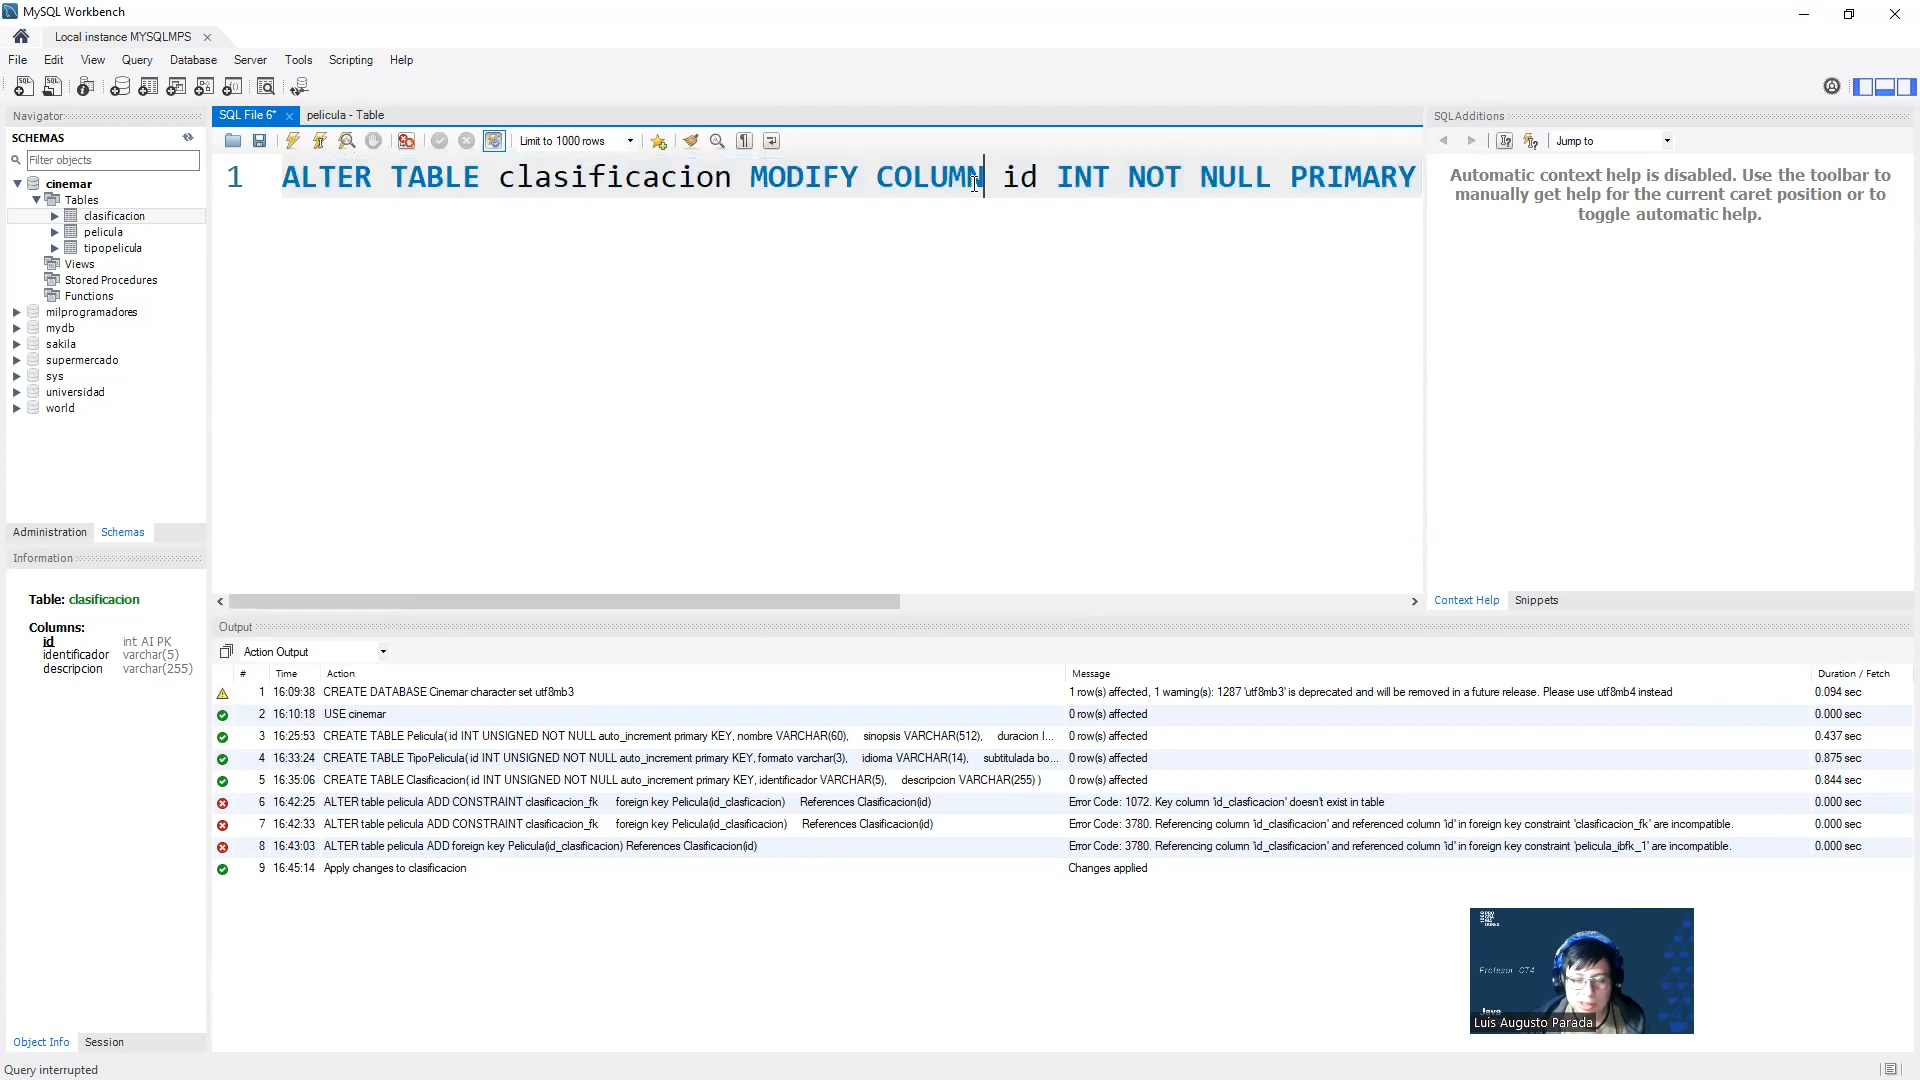 MySQL Workbench
Local instance MYSQLMPS
File Edit View Query Database Server Tools Scripting Help
Navigator
SCHEMAS
Filter objects
cinemar
Tables
clasificacion
pelicula
tipopelicula
Views
Stored Procedures
Functions
milprogramadores
mydb
sakila
supermercado
sys
universidad
world
Administration Schemas
Information
Table: clasificacion
Columns:
id int AI PK
identificador varchar(5)
descripcion varchar(255)
Object Info Session
Query interrupted
SQL File 6* pelicula - Table
Limit to 1000 rows
1 ALTER TABLE clasificacion MODIFY COLUMN id INT NOT NULL PRIMARY
SQLAdditions
Jump to
Automatic context help is disabled. Use the toolbar to
manually get help for the current caret position or to
toggle automatic help.
Context Help Snippets
Output
Action Output
# Time Action Message Duration / Fetch
1 16:09:38 CREATE DATABASE Cinemar character set utf8mb3 1 row(s) affected, 1 warning(s): 1287 'utf8mb3' is deprecated and will be removed in a future release. Please use utf8mb4 instead 0.094 sec
2 16:10:18 USE cinemar 0 row(s) affected 0.000 sec
3 16:25:53 CREATE TABLE Pelicula( id INT UNSIGNED NOT NULL auto_increment primary KEY, nombre VARCHAR(60), sinopsis VARCHAR(512), duracion I... 0 row(s) affected 0.437 sec
4 16:33:24 CREATE TABLE TipoPelicula( id INT UNSIGNED NOT NULL auto_increment primary KEY, formato varchar(3), idioma VARCHAR(14), subtitulada bo... 0 row(s) affected 0.875 sec
5 16:35:06 CREATE TABLE Clasificacion( id INT UNSIGNED NOT NULL auto_increment primary KEY, identificador VARCHAR(5), descripcion VARCHAR(255) ) 0 row(s) affected 0.844 sec
6 16:42:25 ALTER table pelicula ADD CONSTRAINT clasificacion_fk foreign key Pelicula(id_clasficacion) References Clasificacion(id) Error Code: 1072. Key column 'id_clasficacion' doesn't exist in table 0.000 sec
7 16:42:33 ALTER table pelicula ADD CONSTRAINT clasificacion_fk foreign key Pelicula(id_clasificacion) References Clasificacion(id) Error Code: 3780. Referencing column 'id_clasificacion' and referenced column 'id' in foreign key constraint 'clasificacion_fk' are incompatible. 0.000 sec
8 16:43:03 ALTER table pelicula ADD foreign key Pelicula(id_clasificacion) References Clasificacion(id) Error Code: 3780. Referencing column 'id_clasificacion' and referenced column 'id' in foreign key constraint 'pelicula_ibfk_1' are incompatible. 0.000 sec
9 16:45:14 Apply changes to clasificacion Changes applied
Profesor CT4
Java
Luis Augusto Parada